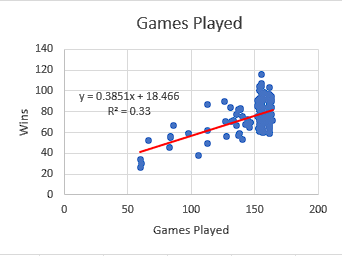 Games Played
140
120
100
80
60
40
20
0
y = 0.3851x + 18.466
R² = 0.33
Wins
0 50 100 150 200
Games Played